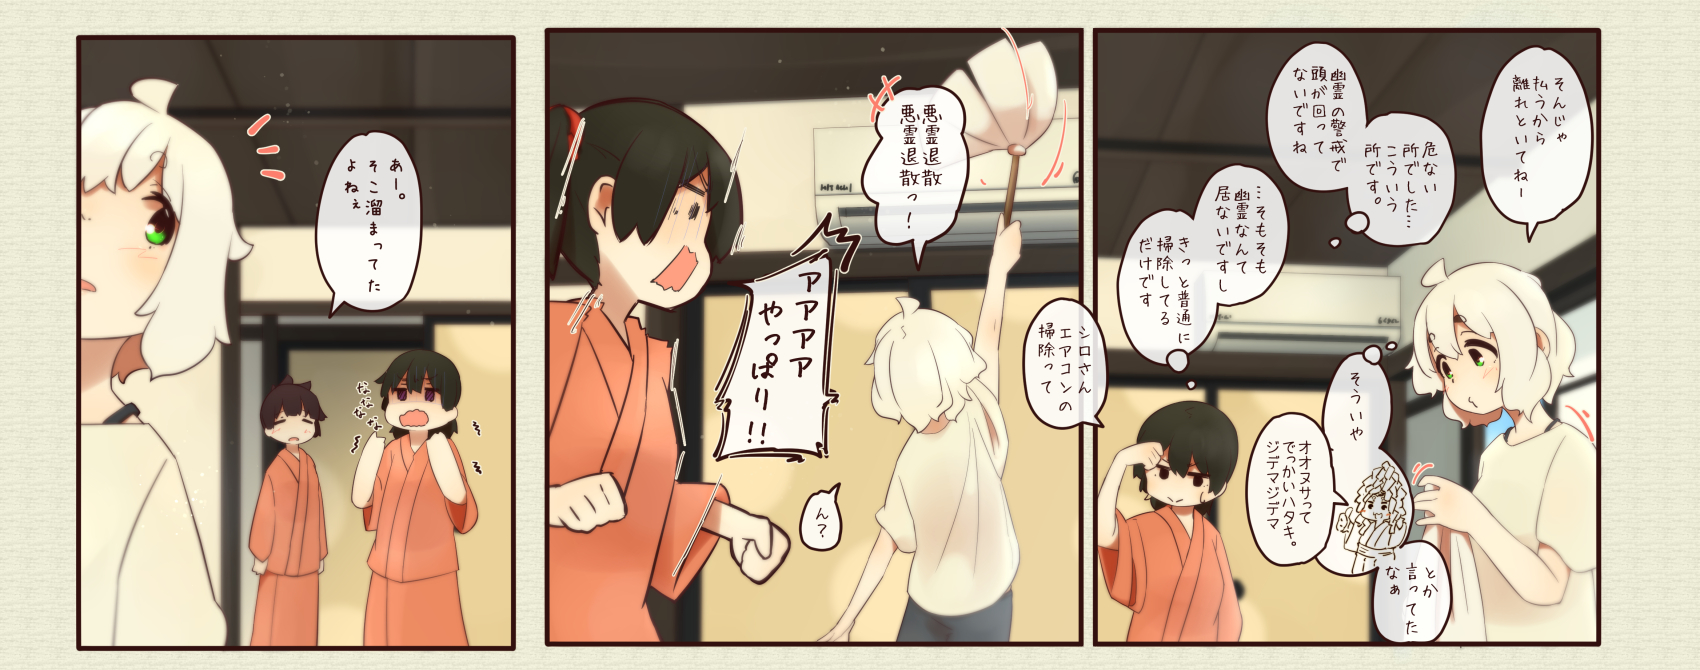 そんじゃ
払うから
離れといてねー
幽霊の警戒で
頭が回って
ないですね
危ない
所でした…
こういう
所です。
…そもそも
幽霊なんて
居ないですし
きっと普通に
掃除してる
だけです
そういや
オオヌサって
でっかいハタキ。
ジデマジデマ
とか
言ってた
なぁ
シロさん
エアコンの
掃除って
悪霊退散
悪霊退散っ！
アアアア
やっぱり!!
ん？
あー。
そこ溜まってた
よねぇ
な
な
な
な